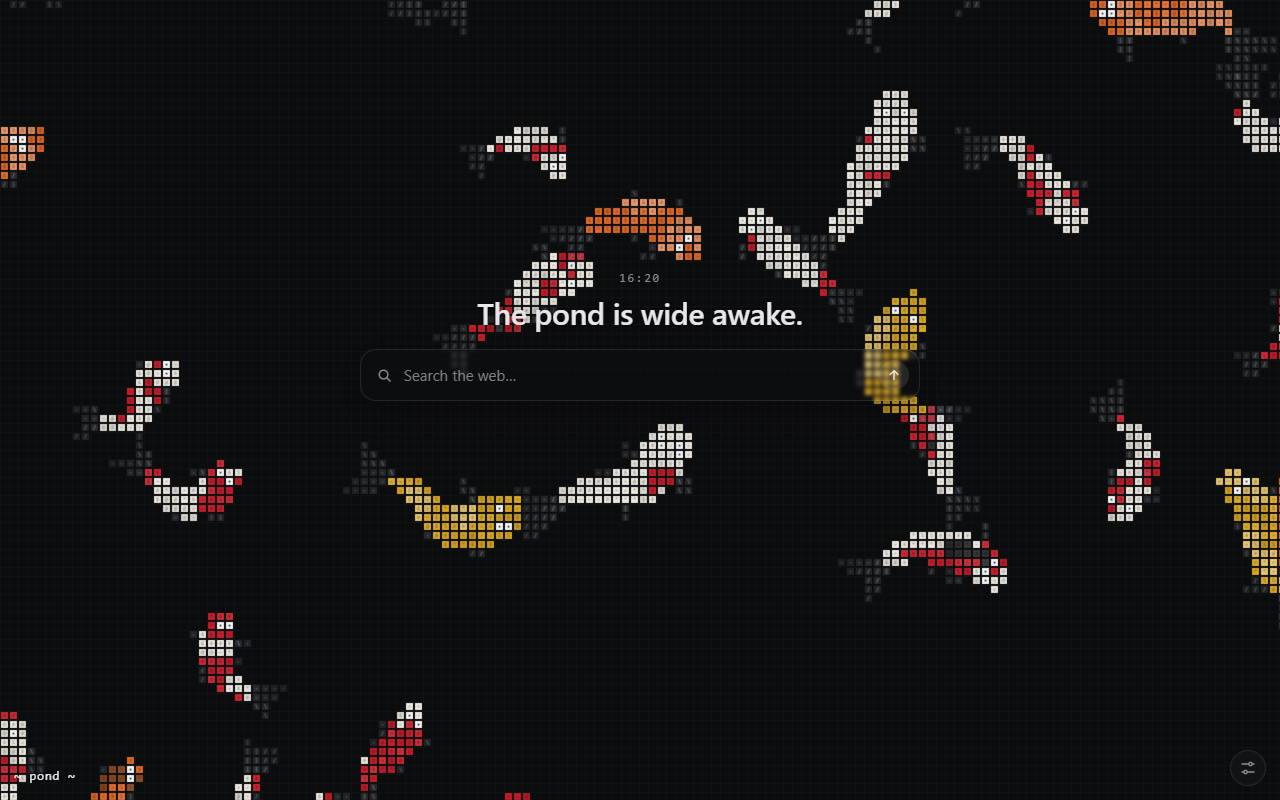 16:20
The pond is wide awake.
Search the web...
~ pond ~